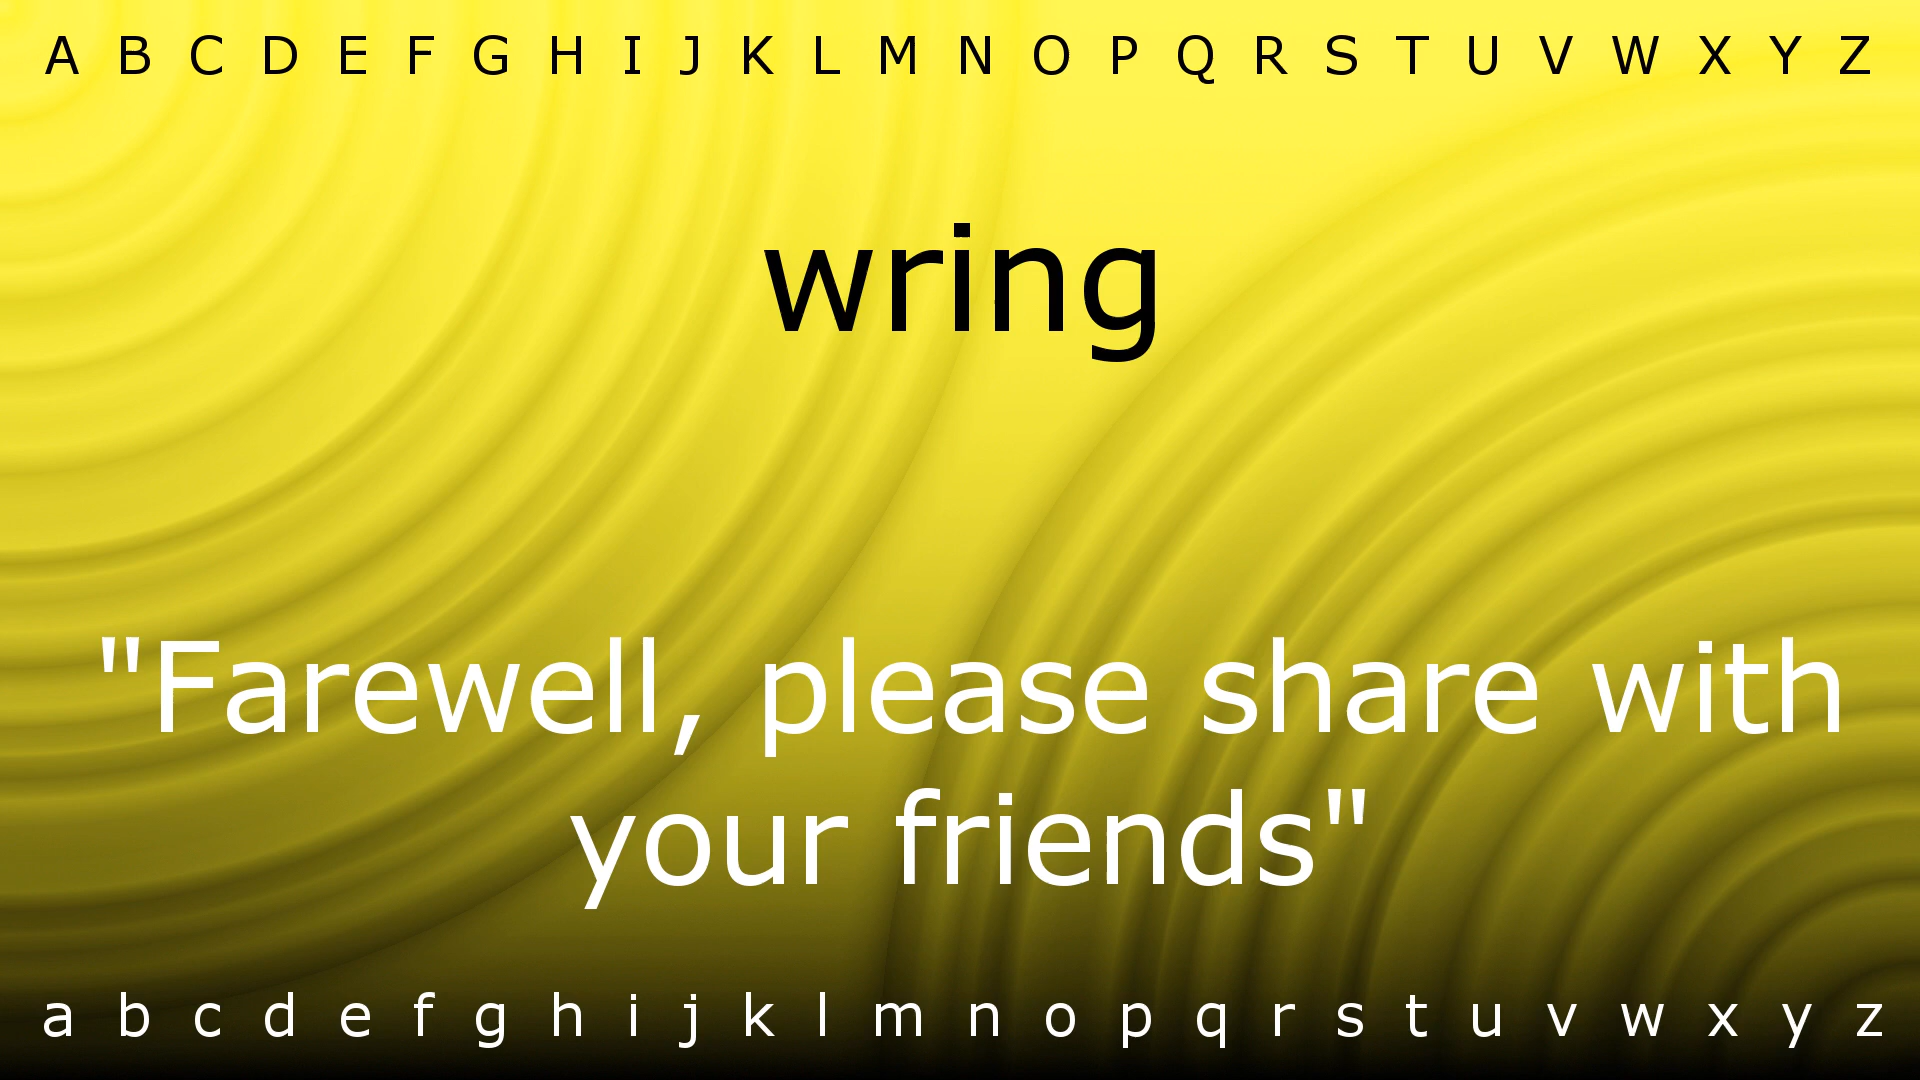 A B C D E F G H I J K L M N O P Q R S T U V W X Y Z
wring
"Farewell, please share with
your friends"
a b c d e f g h i j k l m n o p q r s t u v w x y z